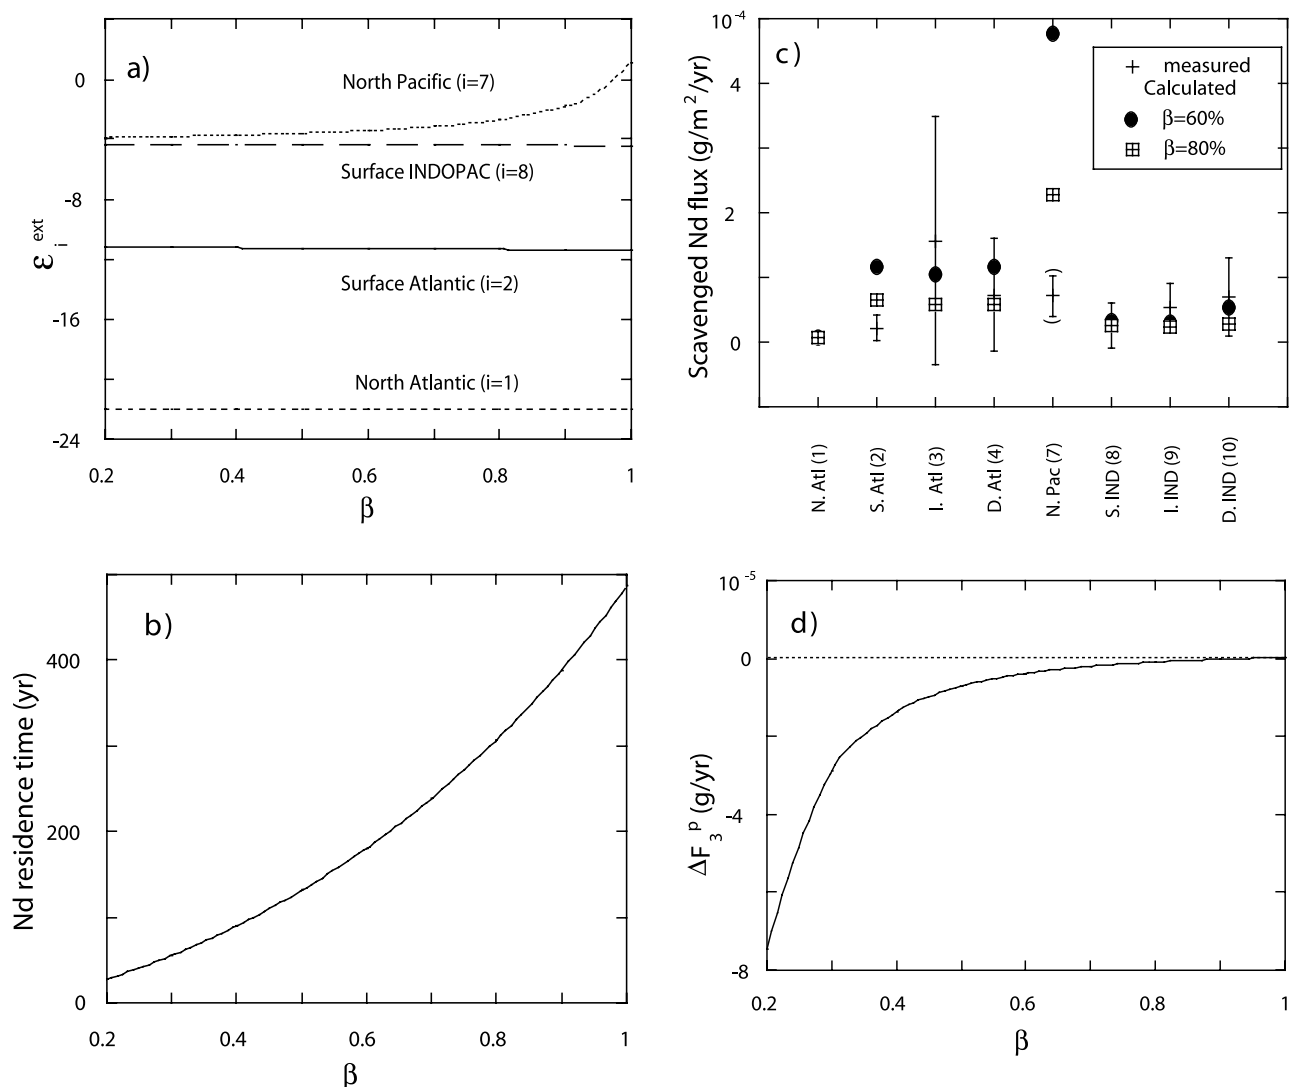 a)
0
-8
-16
-24
ε i ext
North Pacific (i=7)
Surface INDOPAC (i=8)
Surface Atlantic (i=2)
North Atlantic (i=1)
0.2 0.4 0.6 0.8 1
β
c)
10 -4
4
2
0
Scavenged Nd flux (g/m2/yr)
measured
Calculated
β=60%
β=80%
N. Atl (1)
S. Atl (2)
I. Atl (3)
D. Atl (4)
N. Pac (7)
S. IND (8)
I. IND (9)
D. IND (10)
b)
400
200
0
Nd residence time (yr)
0.2 0.4 0.6 0.8 1
β
d)
10 -5
0
-4
-8
ΔF3 p (g/yr)
0.2 0.4 0.6 0.8 1
β